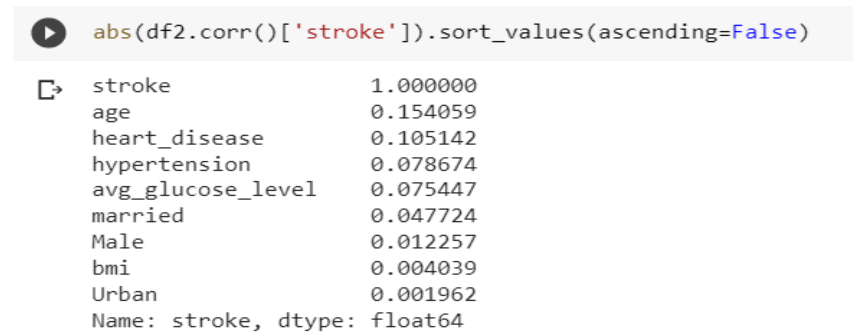 abs(df2.corr()['stroke']).sort_values(ascending=False)
stroke 1.000000
age 0.154059
heart_disease 0.105142
hypertension 0.078674
avg_glucose_level 0.075447
married 0.047724
Male 0.012257
bmi 0.004039
Urban 0.001962
Name: stroke, dtype: float64